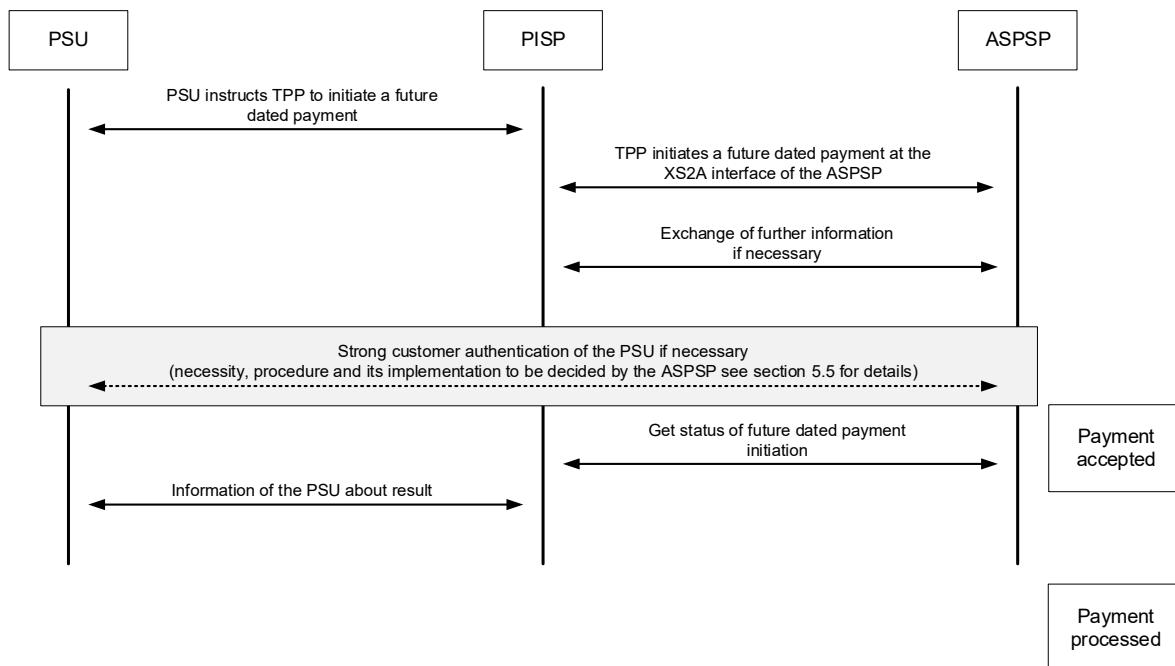 PSU
PISP
ASPSP
PSU instructs TPP to initiate a future
dated payment
TPP initiates a future dated payment at the
XS2A interface of the ASPSP
Exchange of further information
if necessary
Strong customer authentication of the PSU if necessary
(necessity, procedure and its implementation to be decided by the ASPSP see section 5.5 for details)
Get status of future dated payment
initiation
Payment
accepted
Information of the PSU about result
Payment
processed